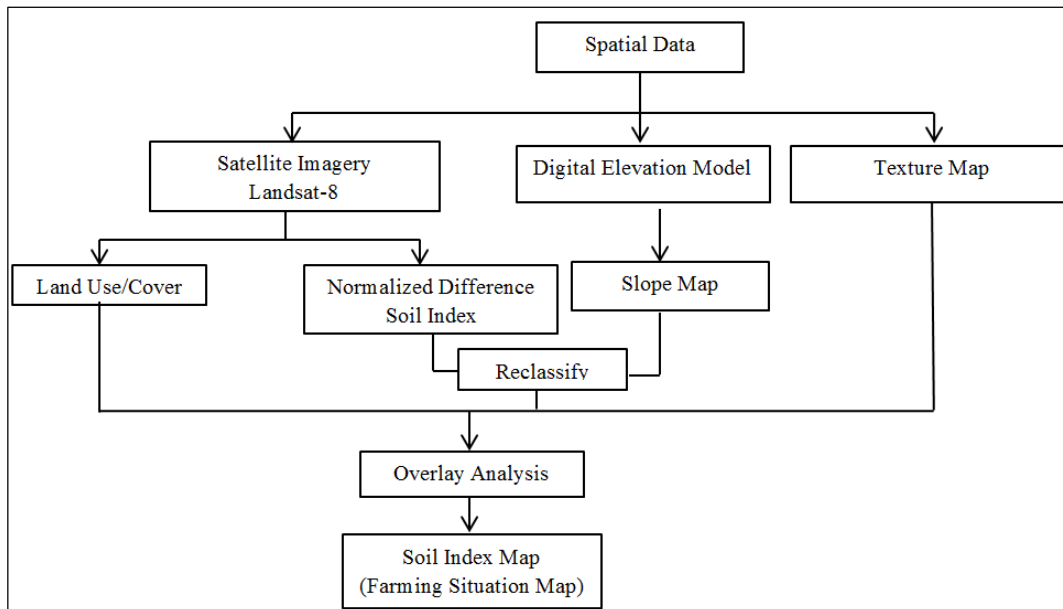 Spatial Data
Satellite Imagery
Landsat-8
Digital Elevation Model
Texture Map
Land Use/Cover
Normalized Difference
Soil Index
Slope Map
Reclassify
Overlay Analysis
Soil Index Map
(Farming Situation Map)